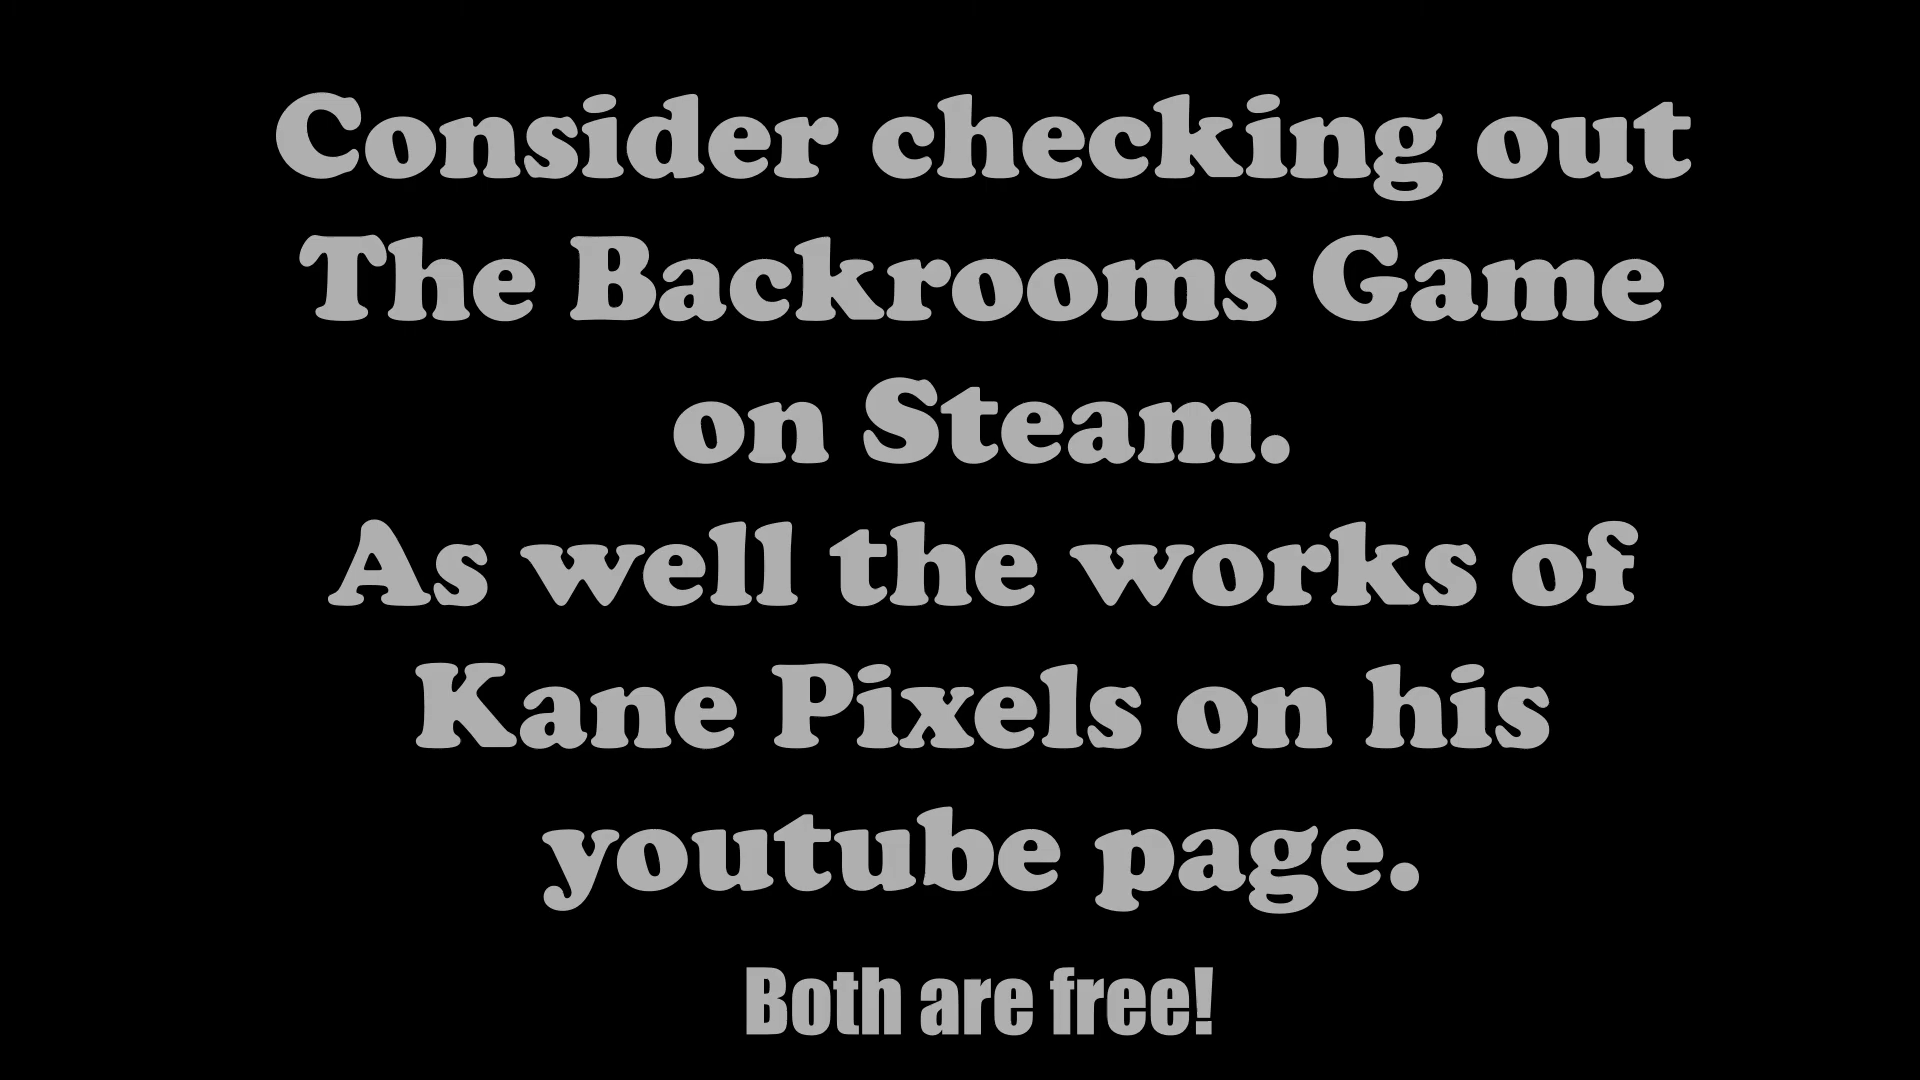 Consider checking out
The Backrooms Game
on Steam.
As well the works of
Kane Pixels on his
youtube page.
Both are free!